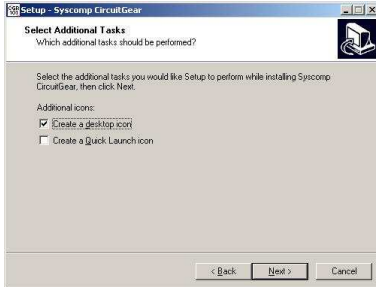 CGR
101
Setup - Syscomp CircuitGear
Select Additional Tasks
Which additional tasks should be performed?
Select the additional tasks you would like Setup to perform while installing Syscomp
CircuitGear, then click Next.
Additional icons:
Create a desktop icon
Create a Quick Launch icon
< Back
Next >
Cancel